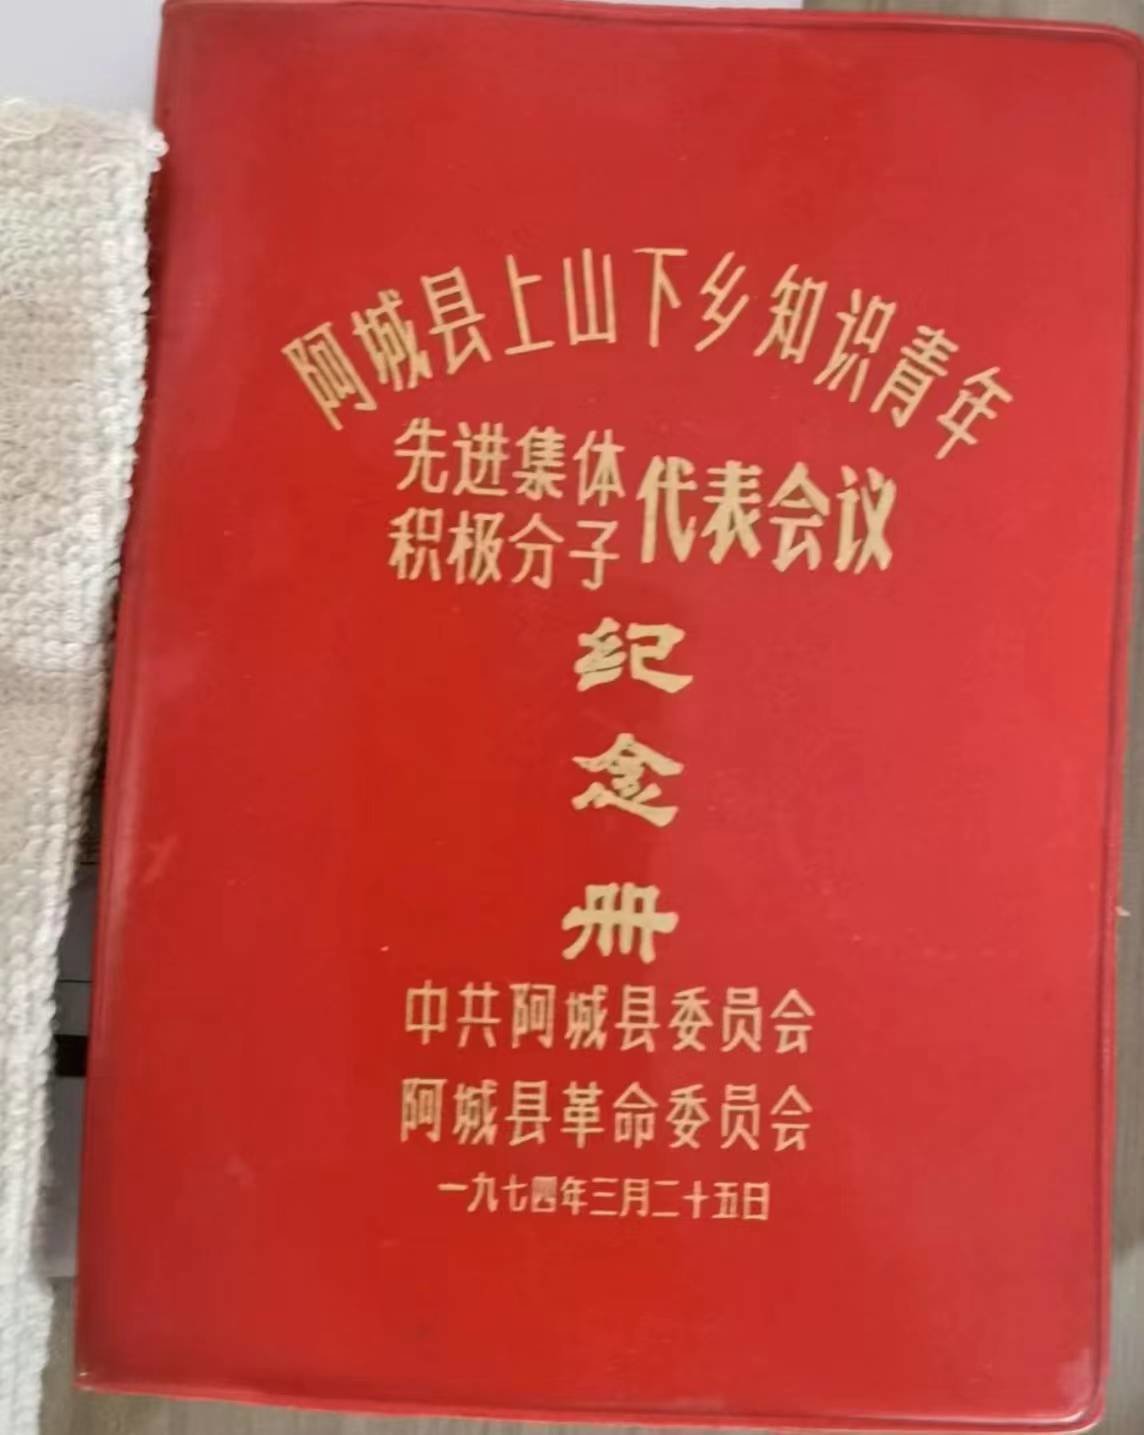 阿城县上山下乡知识青年
先进集体
积极分子
代表会议
纪
念
册
中共阿城县委员会
阿城县革命委员会
一九七四年三月二十五日